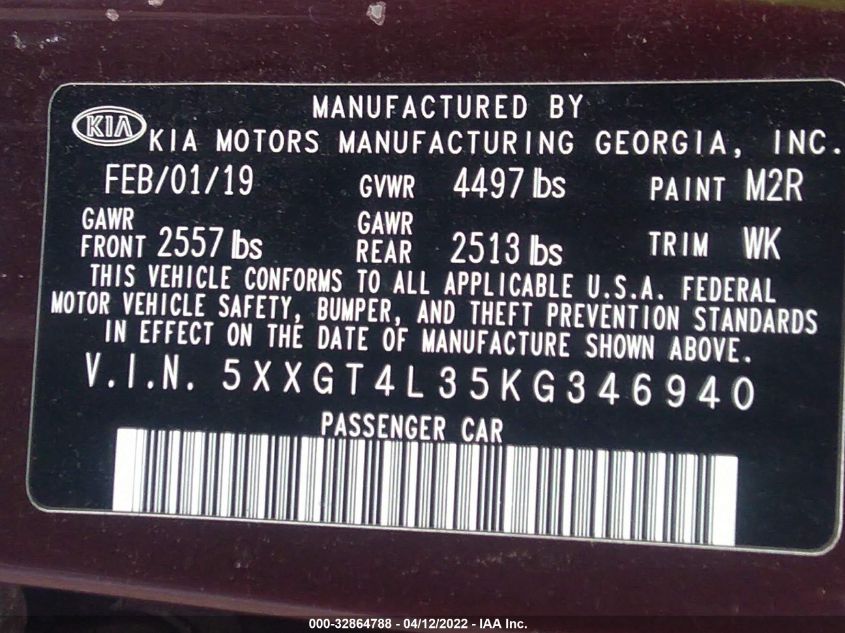 MANUFACTURED BY
KIA KIA MOTORS MANUFACTURING GEORGIA, INC.
FEB/01/19 GVWR 4497 lbs PAINT M2R
GAWR FRONT 2557 lbs GAWR REAR 2513 lbs TRIM WK
THIS VEHICLE CONFORMS TO ALL APPLICABLE U.S.A. FEDERAL
MOTOR VEHICLE SAFETY, BUMPER, AND THEFT PREVENTION STANDARDS
IN EFFECT ON THE DATE OF MANUFACTURE SHOWN ABOVE.
V.I.N. 5XXGT4L35KG346940
PASSENGER CAR
000-32864788 - 04/12/2022 - IAA Inc.